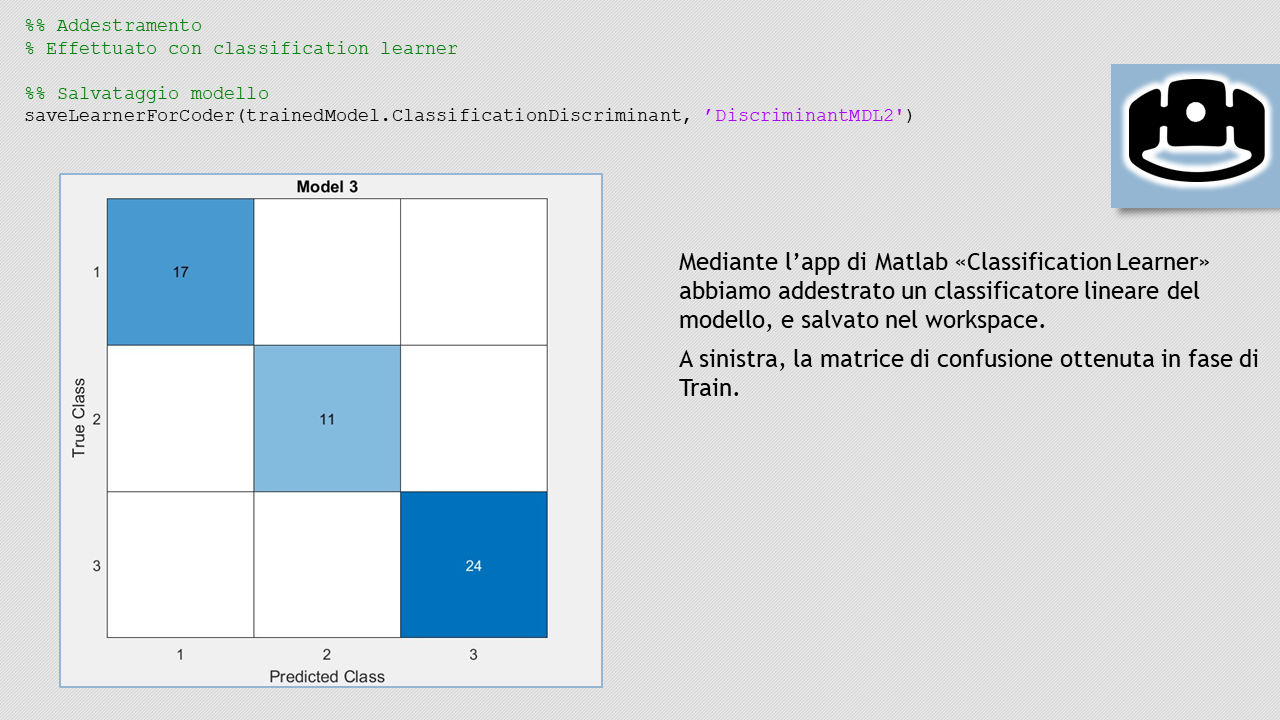 %% Addestramento
% Effettuato con classification learner
%% Salvataggio modello
saveLearnerForCoder(trainedModel.ClassificationDiscriminant, ’DiscriminantMDL2')
Model 3
True Class
1
17
2
11
3
24
1 2 3
Predicted Class
Mediante l’app di Matlab «Classification Learner»
abbiamo addestrato un classificatore lineare del
modello, e salvato nel workspace.
A sinistra, la matrice di confusione ottenuta in fase di
Train.